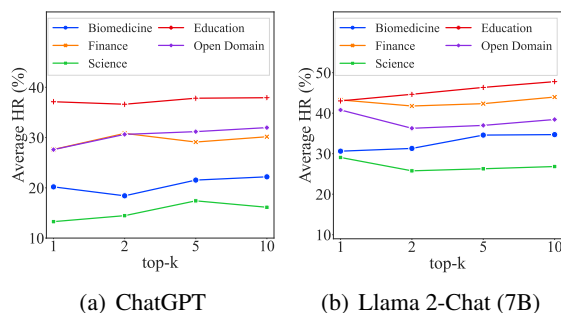 Biomedicine
Finance
Science
Education
Open Domain
Average HR (%)
40
30
20
10
1
2
5
10
top-k
(a) ChatGPT
Biomedicine
Finance
Science
Education
Open Domain
Average HR (%)
50
40
30
20
10
1
2
5
10
top-k
(b) Llama 2-Chat (7B)